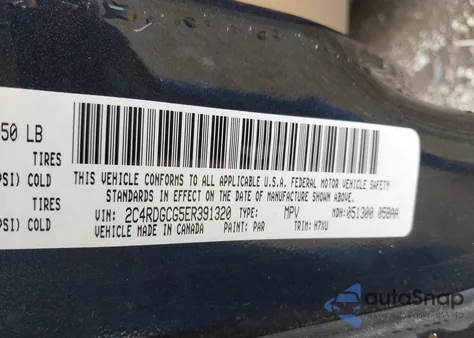 50 LB
TIRES
PSI) COLD
TIRES
PSI) COLD
THIS VEHICLE CONFORMS TO ALL APPLICABLE U.S.A. FEDERAL MOTOR VEHICLE SAFETY
STANDARDS IN EFFECT ON THE DATE OF MANUFACTURE SHOWN ABOVE.
VIN: 2C4RDGCG5ER391320 TYPE: MPV MDH: 051300 050AA
VEHICLE MADE IN CANADA PAINT: PAR TRIM: H7XU
autoSnap